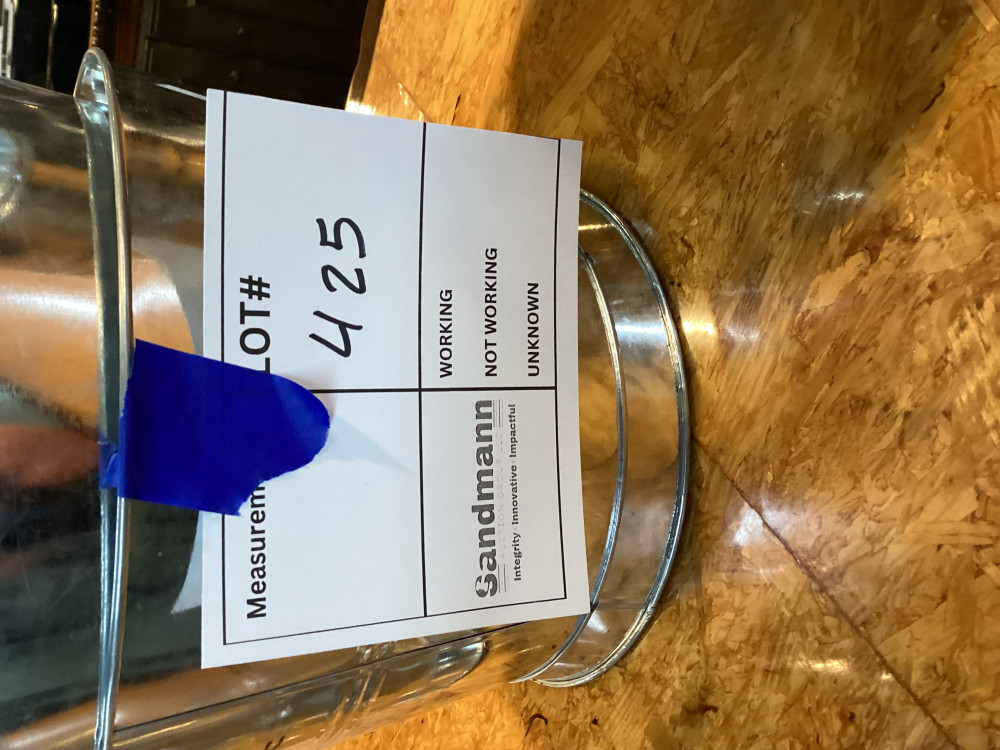 Measurem
LOT#
425
Sandmann
Integrity Innovative Impactful
WORKING
NOT WORKING
UNKNOWN